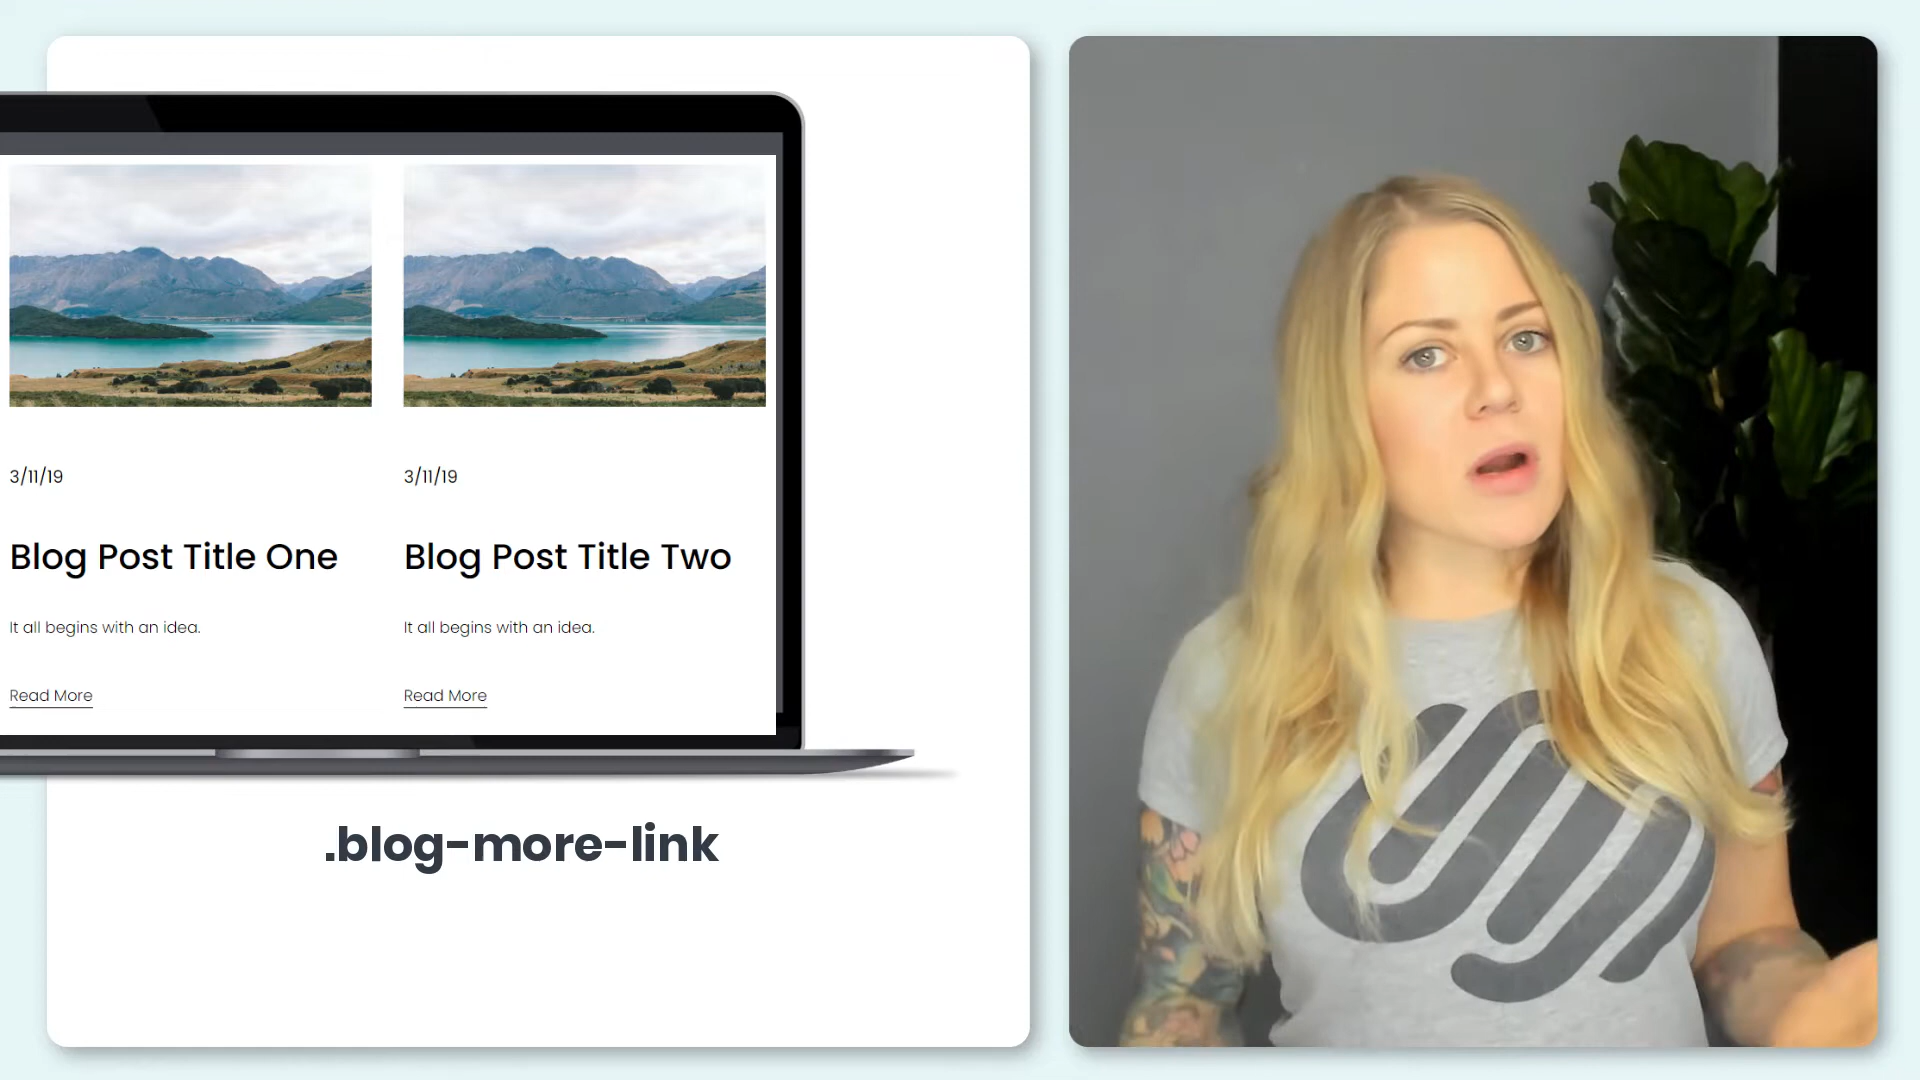 3/11/19
Blog Post Title One
It all begins with an idea.
Read More
3/11/19
Blog Post Title Two
It all begins with an idea.
Read More
.blog-more-link